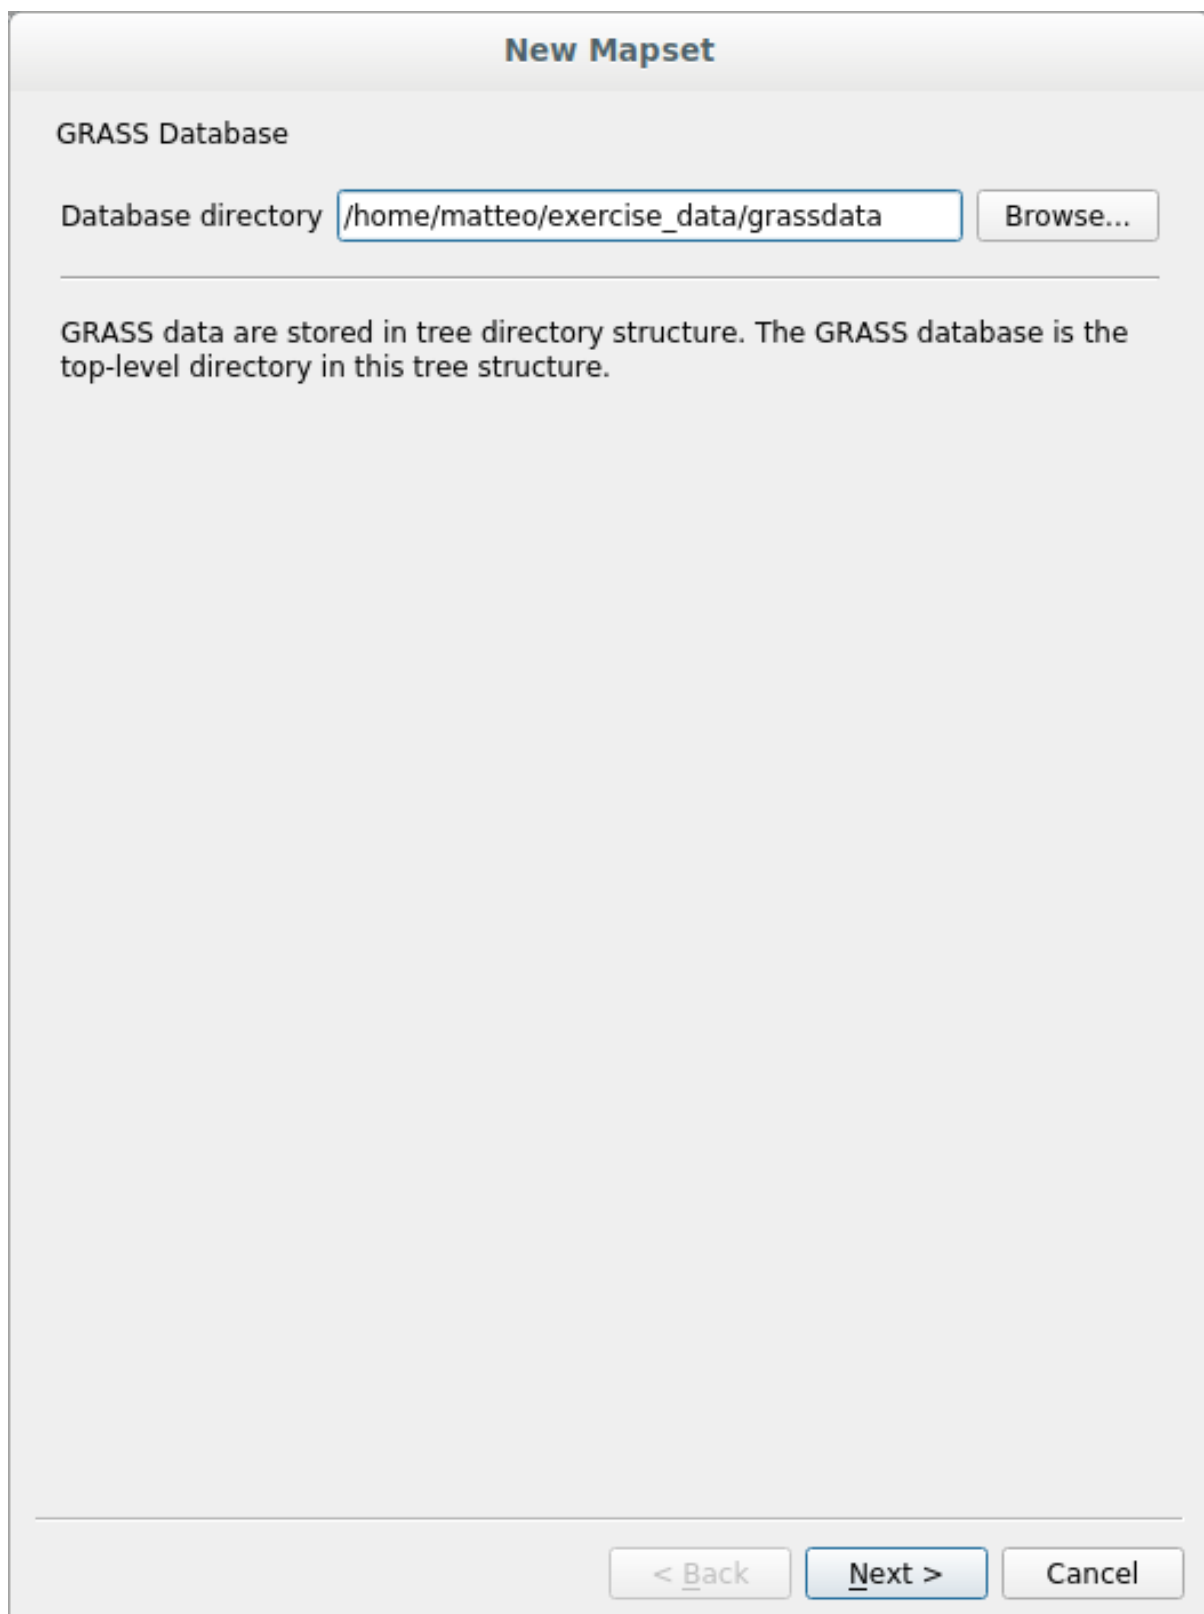 New Mapset
GRASS Database
Database directory /home/matteo/exercise_data/grassdata Browse...
GRASS data are stored in tree directory structure. The GRASS database is the
top-level directory in this tree structure.
< Back Next > Cancel